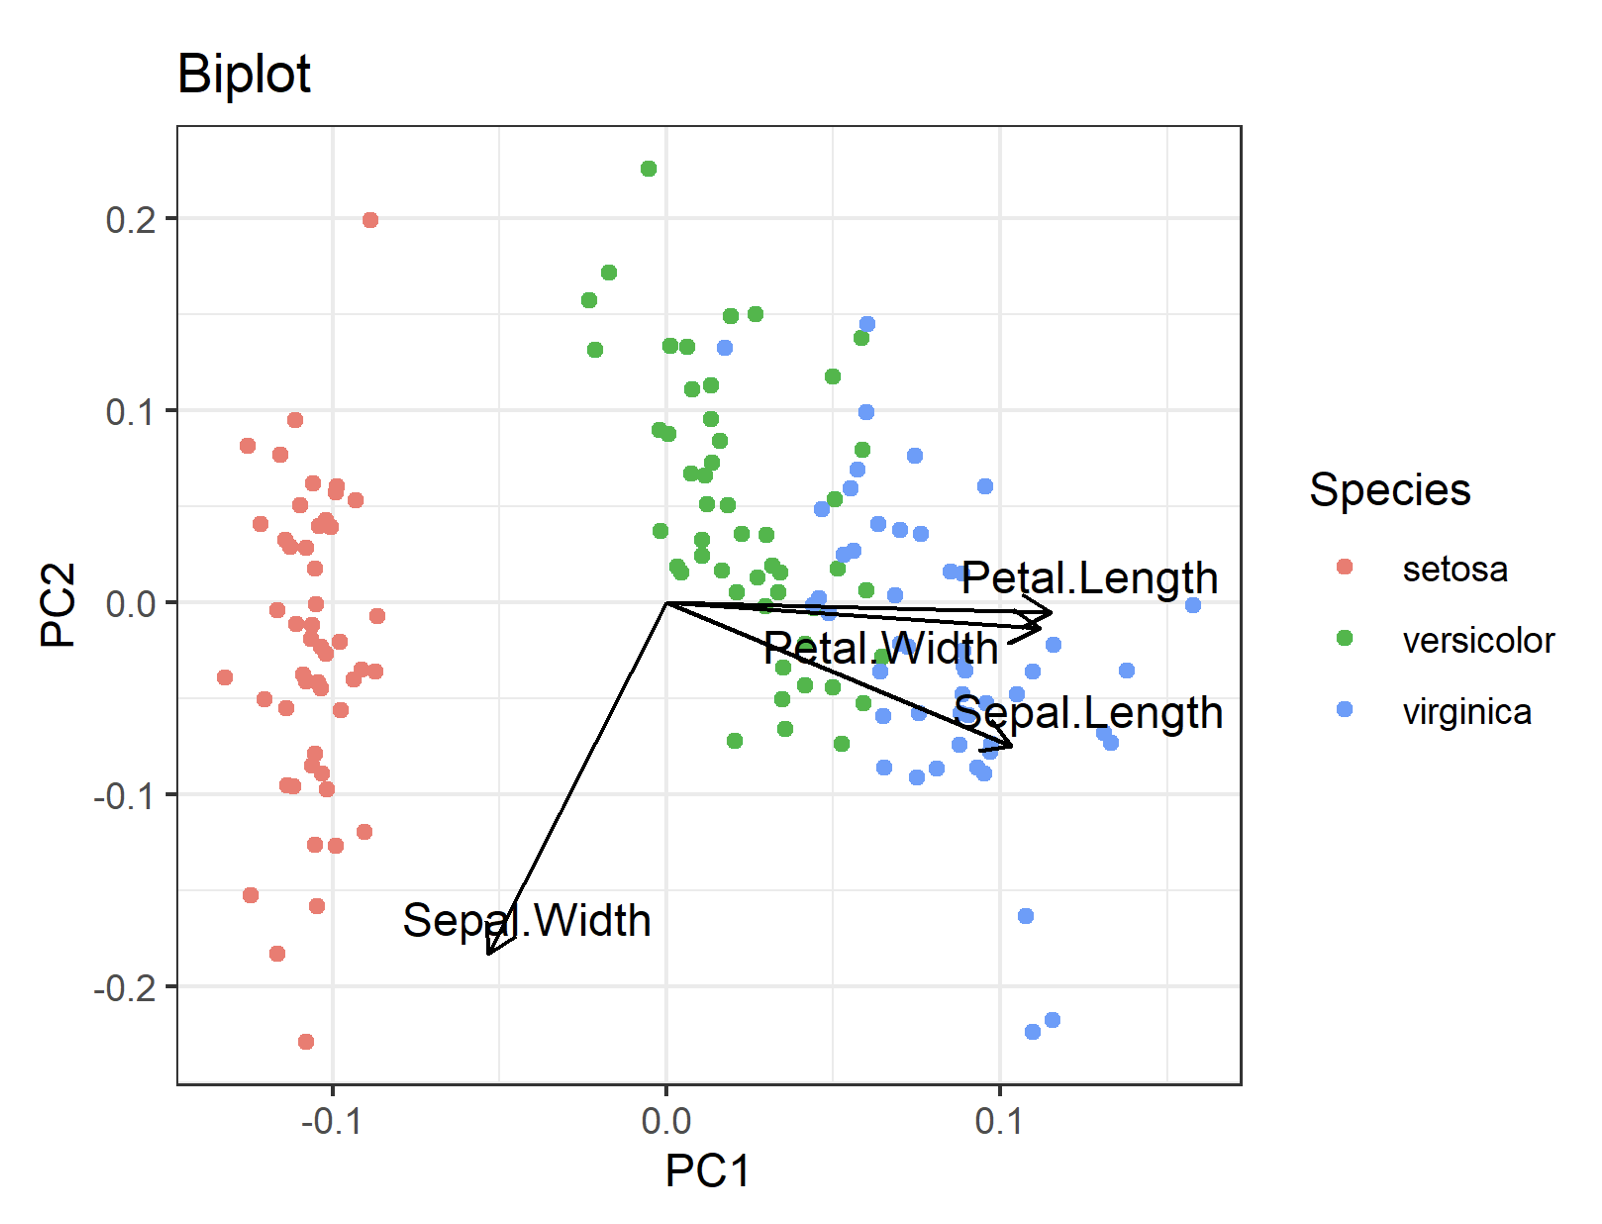 Biplot
PC2
0.2
0.1
0.0
-0.1
-0.2
Petal.Length
Petal.Width
Sepal.Length
Sepal.Width
-0.1
0.0
0.1
PC1
Species
setosa
versicolor
virginica